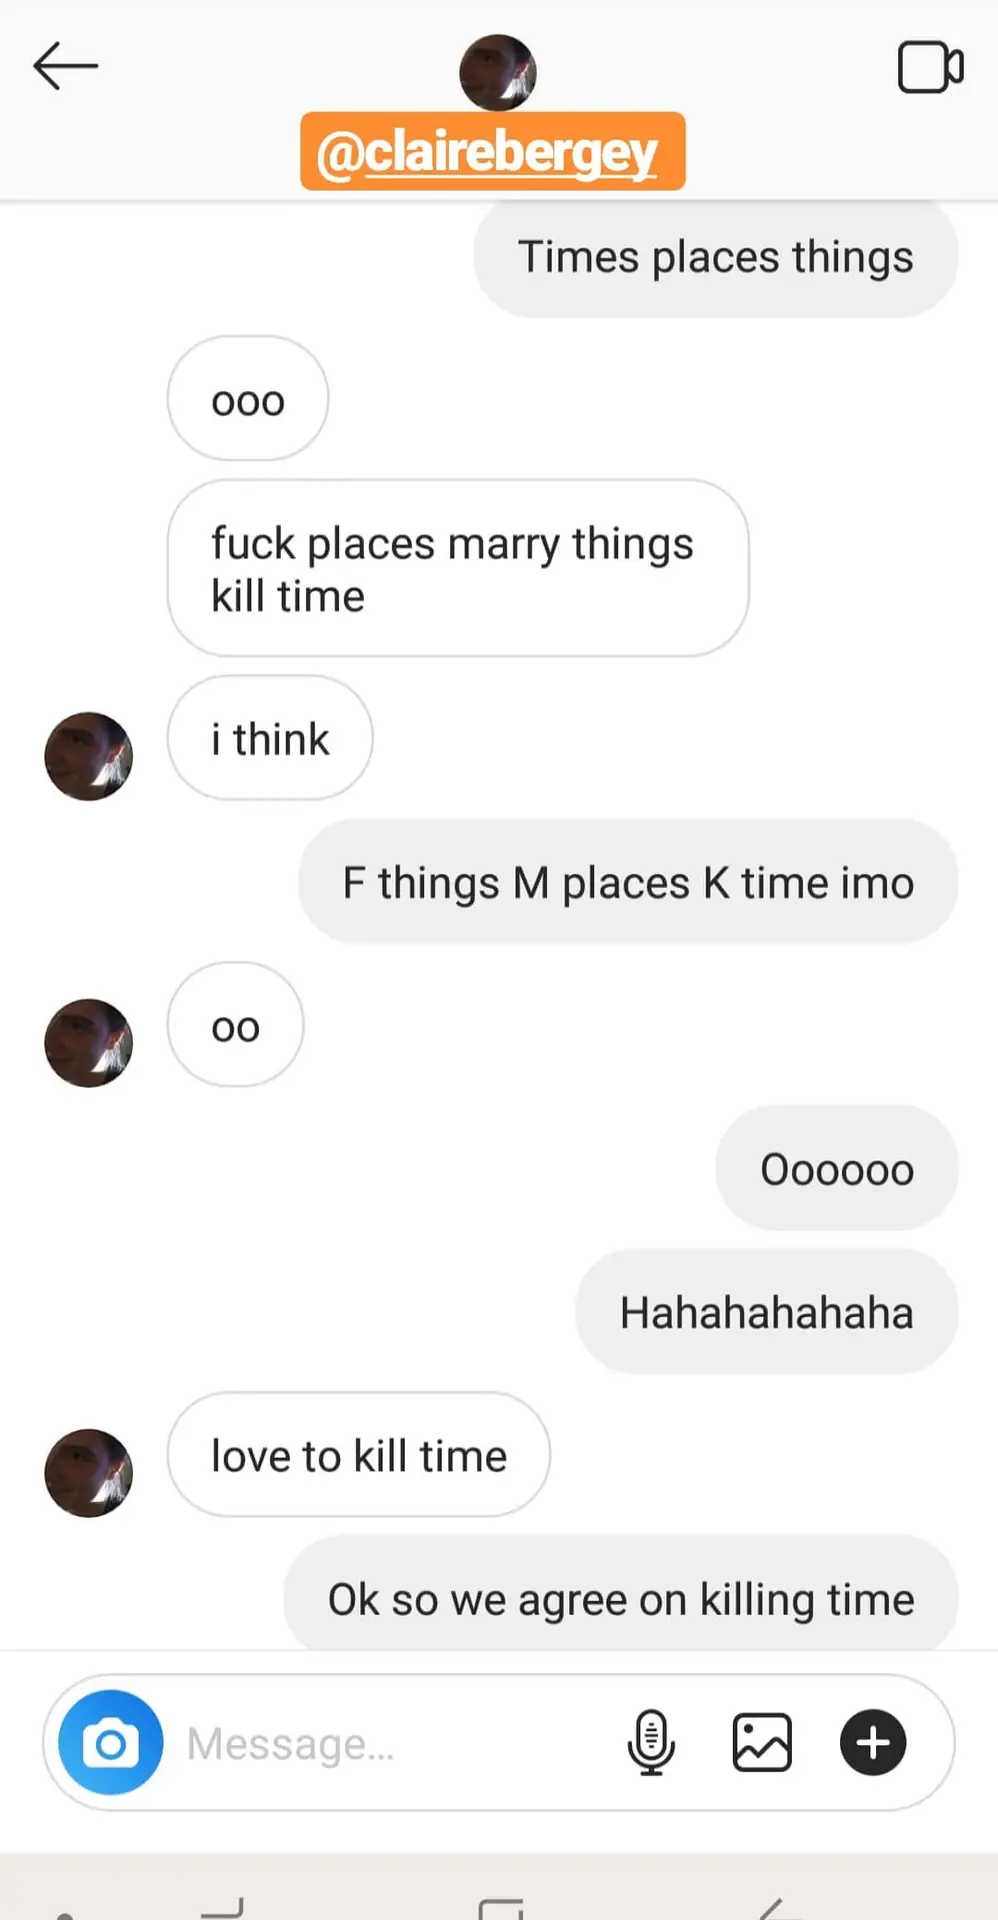 @clairebergey
Times places things
ooo
fuck places marry things
kill time
i think
F things M places K time imo
oo
Oooooo
Hahahahahaha
love to kill time
Ok so we agree on killing time
Message...